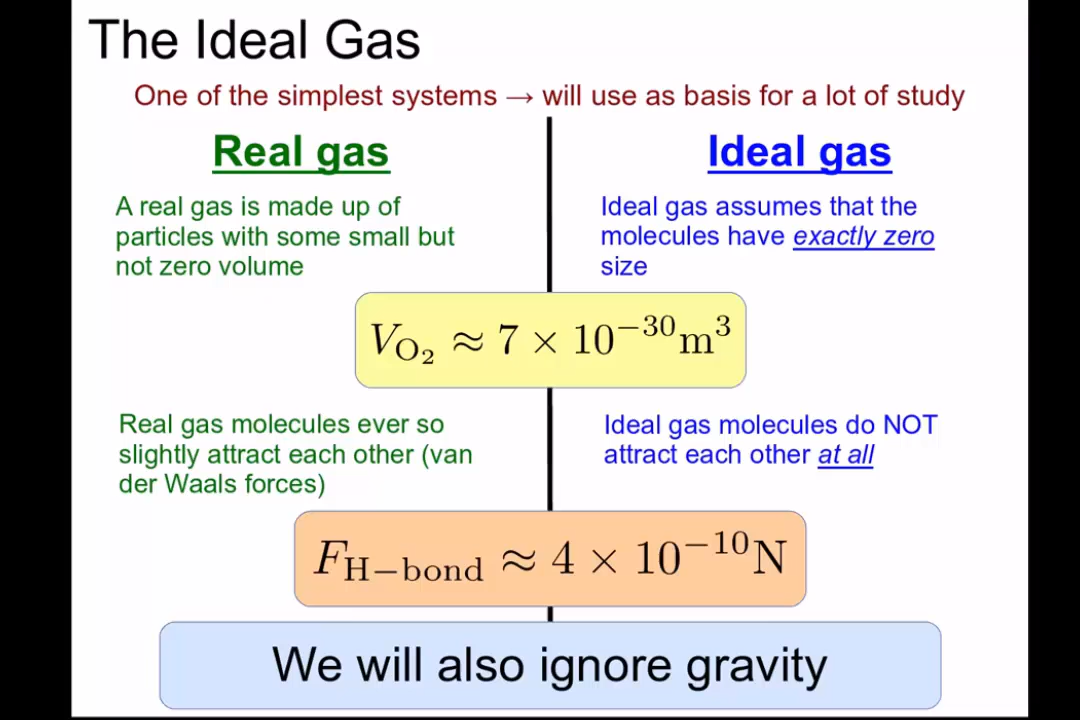 The Ideal Gas
One of the simplest systems → will use as basis for a lot of study
Real gas
A real gas is made up of
particles with some small but
not zero volume
Ideal gas
Ideal gas assumes that the
molecules have exactly zero
size
V_{O_2} ≈ 7 × 10^{−30} m^3
Real gas molecules ever so
slightly attract each other (van
der Waals forces)
Ideal gas molecules do NOT
attract each other at all
F_{H−bond} ≈ 4 × 10^{−10} N
We will also ignore gravity